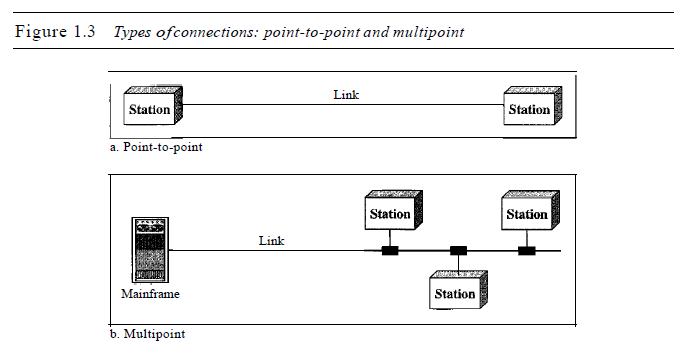 Figure 1.3 Types of connections: point-to-point and multipoint
Link
Station
Station
a. Point-to-point
Station
Station
Link
Mainframe
Station
b. Multipoint